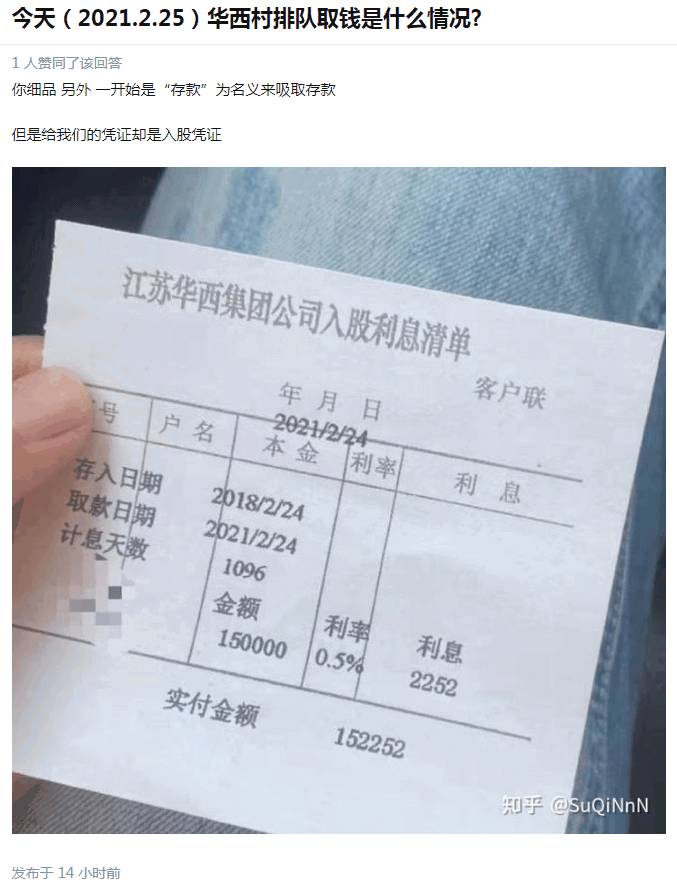 今天（2021.2.25）华西村排队取钱是什么情况?
1 人赞同了该回答
你细品 另外 一开始是“存款”为名义来吸取存款
但是给我们的凭证却是入股凭证
江苏华西集团公司入股利息清单
客户联
年 月 日
2021/2/24
号 户 名 本 金 利率 利 息
存入日期 2018/2/24
取款日期 2021/2/24
计息天数 1096
金额 利率 利息
150000 0.5% 2252
实付金额 152252
知乎 @SuQiNnN
发布于 14 小时前